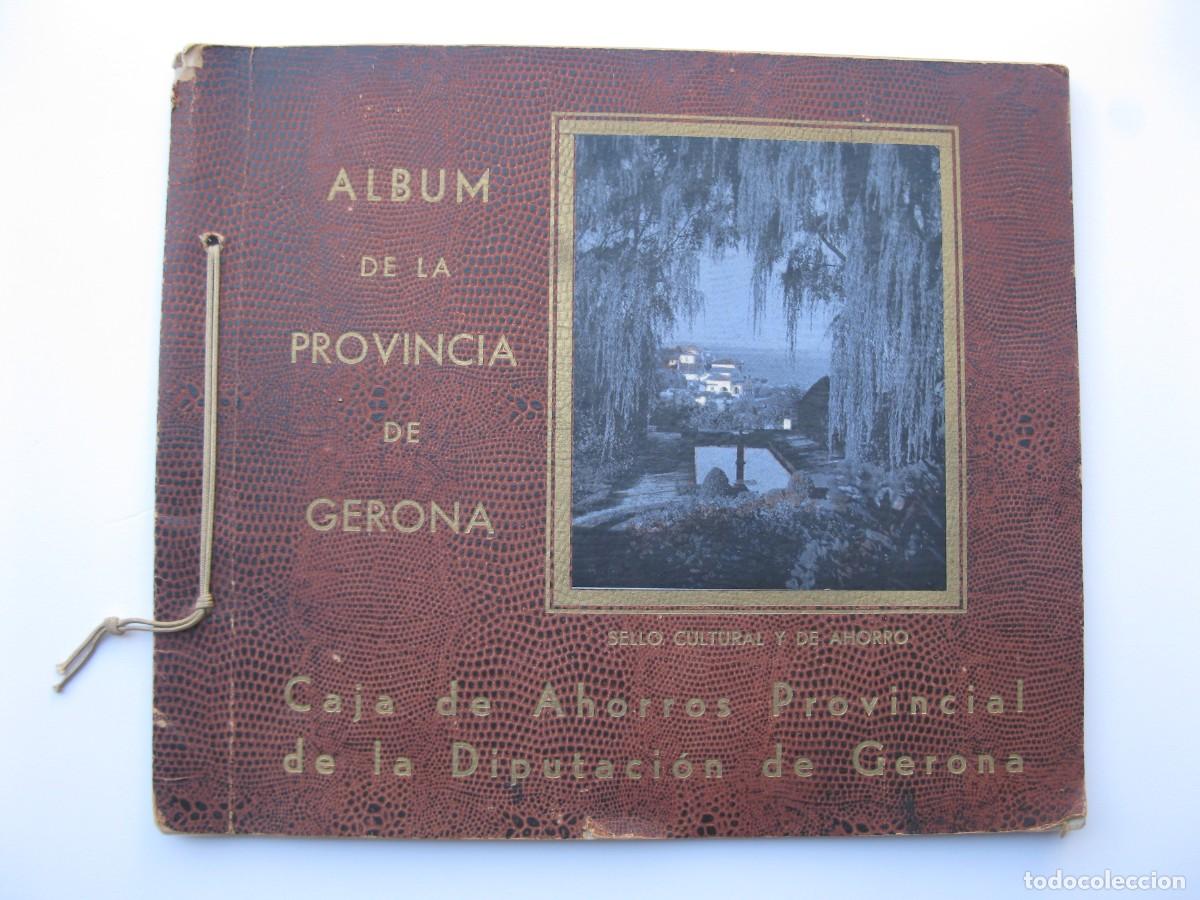 ALBUM
DE LA
PROVINCIA
DE
GERONA
SELLO CULTURAL Y DE AHORRO
Caja de Ahorros Provincial
de la Diputación de Gerona
todocoleccion